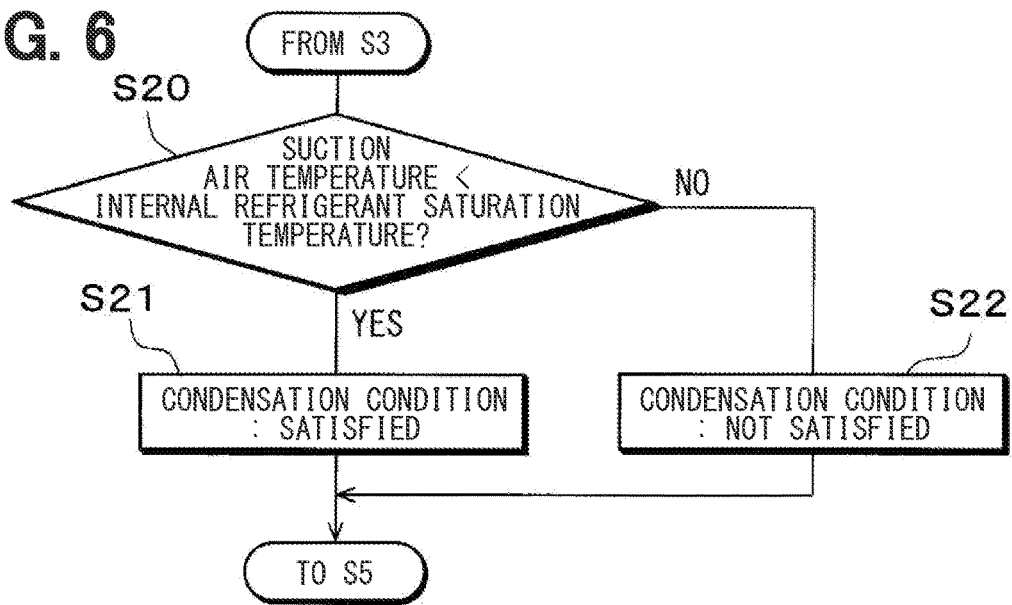 G. 6
FROM S3
S20
SUCTION
AIR TEMPERATURE <
INTERNAL REFRIGERANT SATURATION
TEMPERATURE?
NO
S21
YES
S22
CONDENSATION CONDITION
: SATISFIED
CONDENSATION CONDITION
: NOT SATISFIED
TO S5